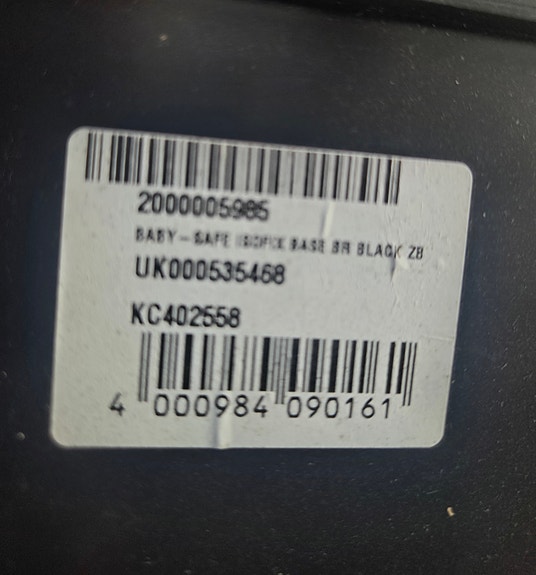 2000005985
BABY-SAFE ISOFIX BASE BR BLACK ZB
UK000535468
KC402558
4 000984 090161